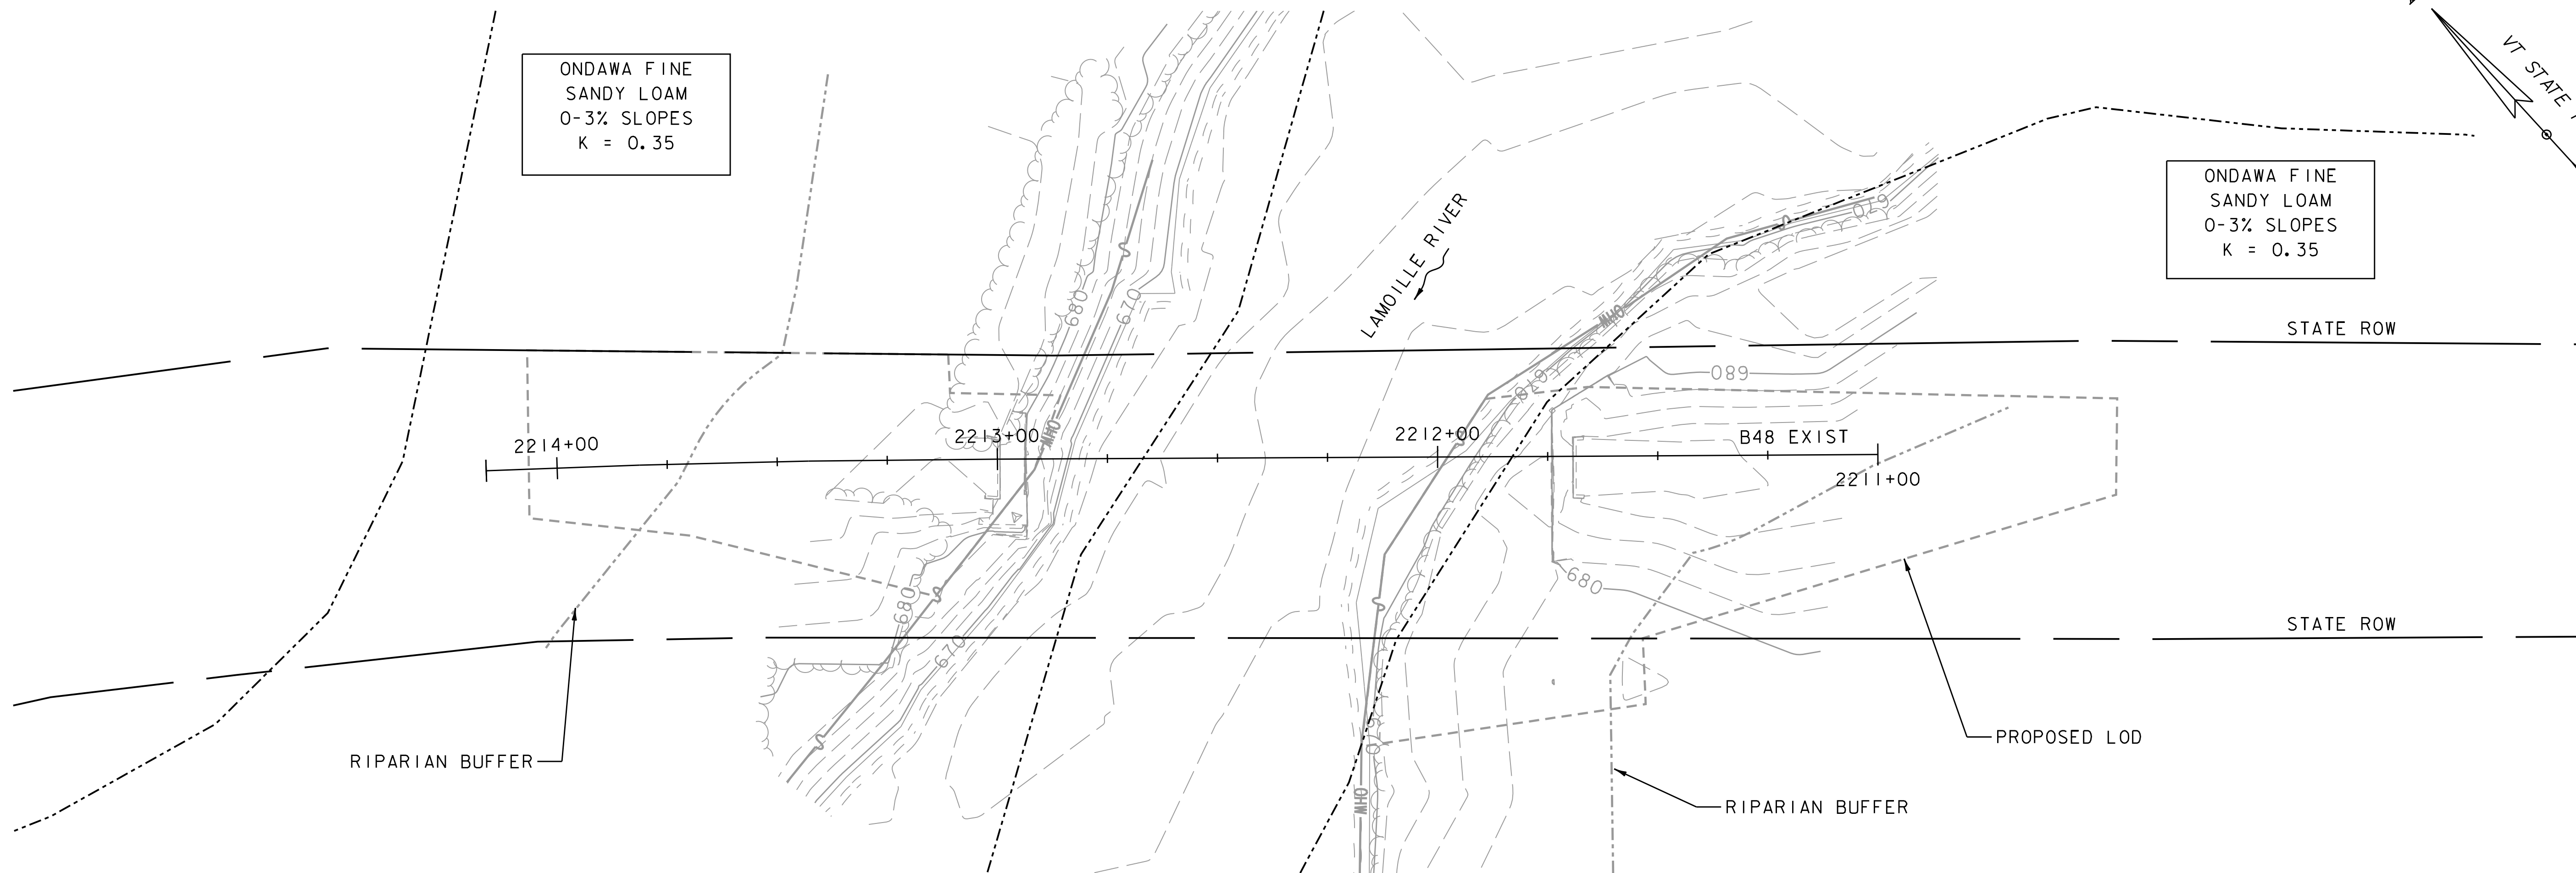 ONDAWA FINE
SANDY LOAM
0-3% SLOPES
K = 0.35
VT STATE
ONDAWA FINE
SANDY LOAM
0-3% SLOPES
K = 0.35
LAMOILLE RIVER
680
670
670
OHW
STATE ROW
680
670
2214+00
2213+00
OHW
2212+00
B48 EXIST
2211+00
680
680
STATE ROW
670
670
PROPOSED LOD
RIPARIAN BUFFER
OHW
RIPARIAN BUFFER